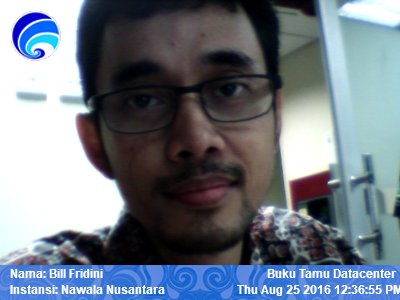 Nama: Bill Fridini
Buku Tamu Datacenter
Instansi: Nawala Nusantara
Thu Aug 25 2016 12:36:55 PM